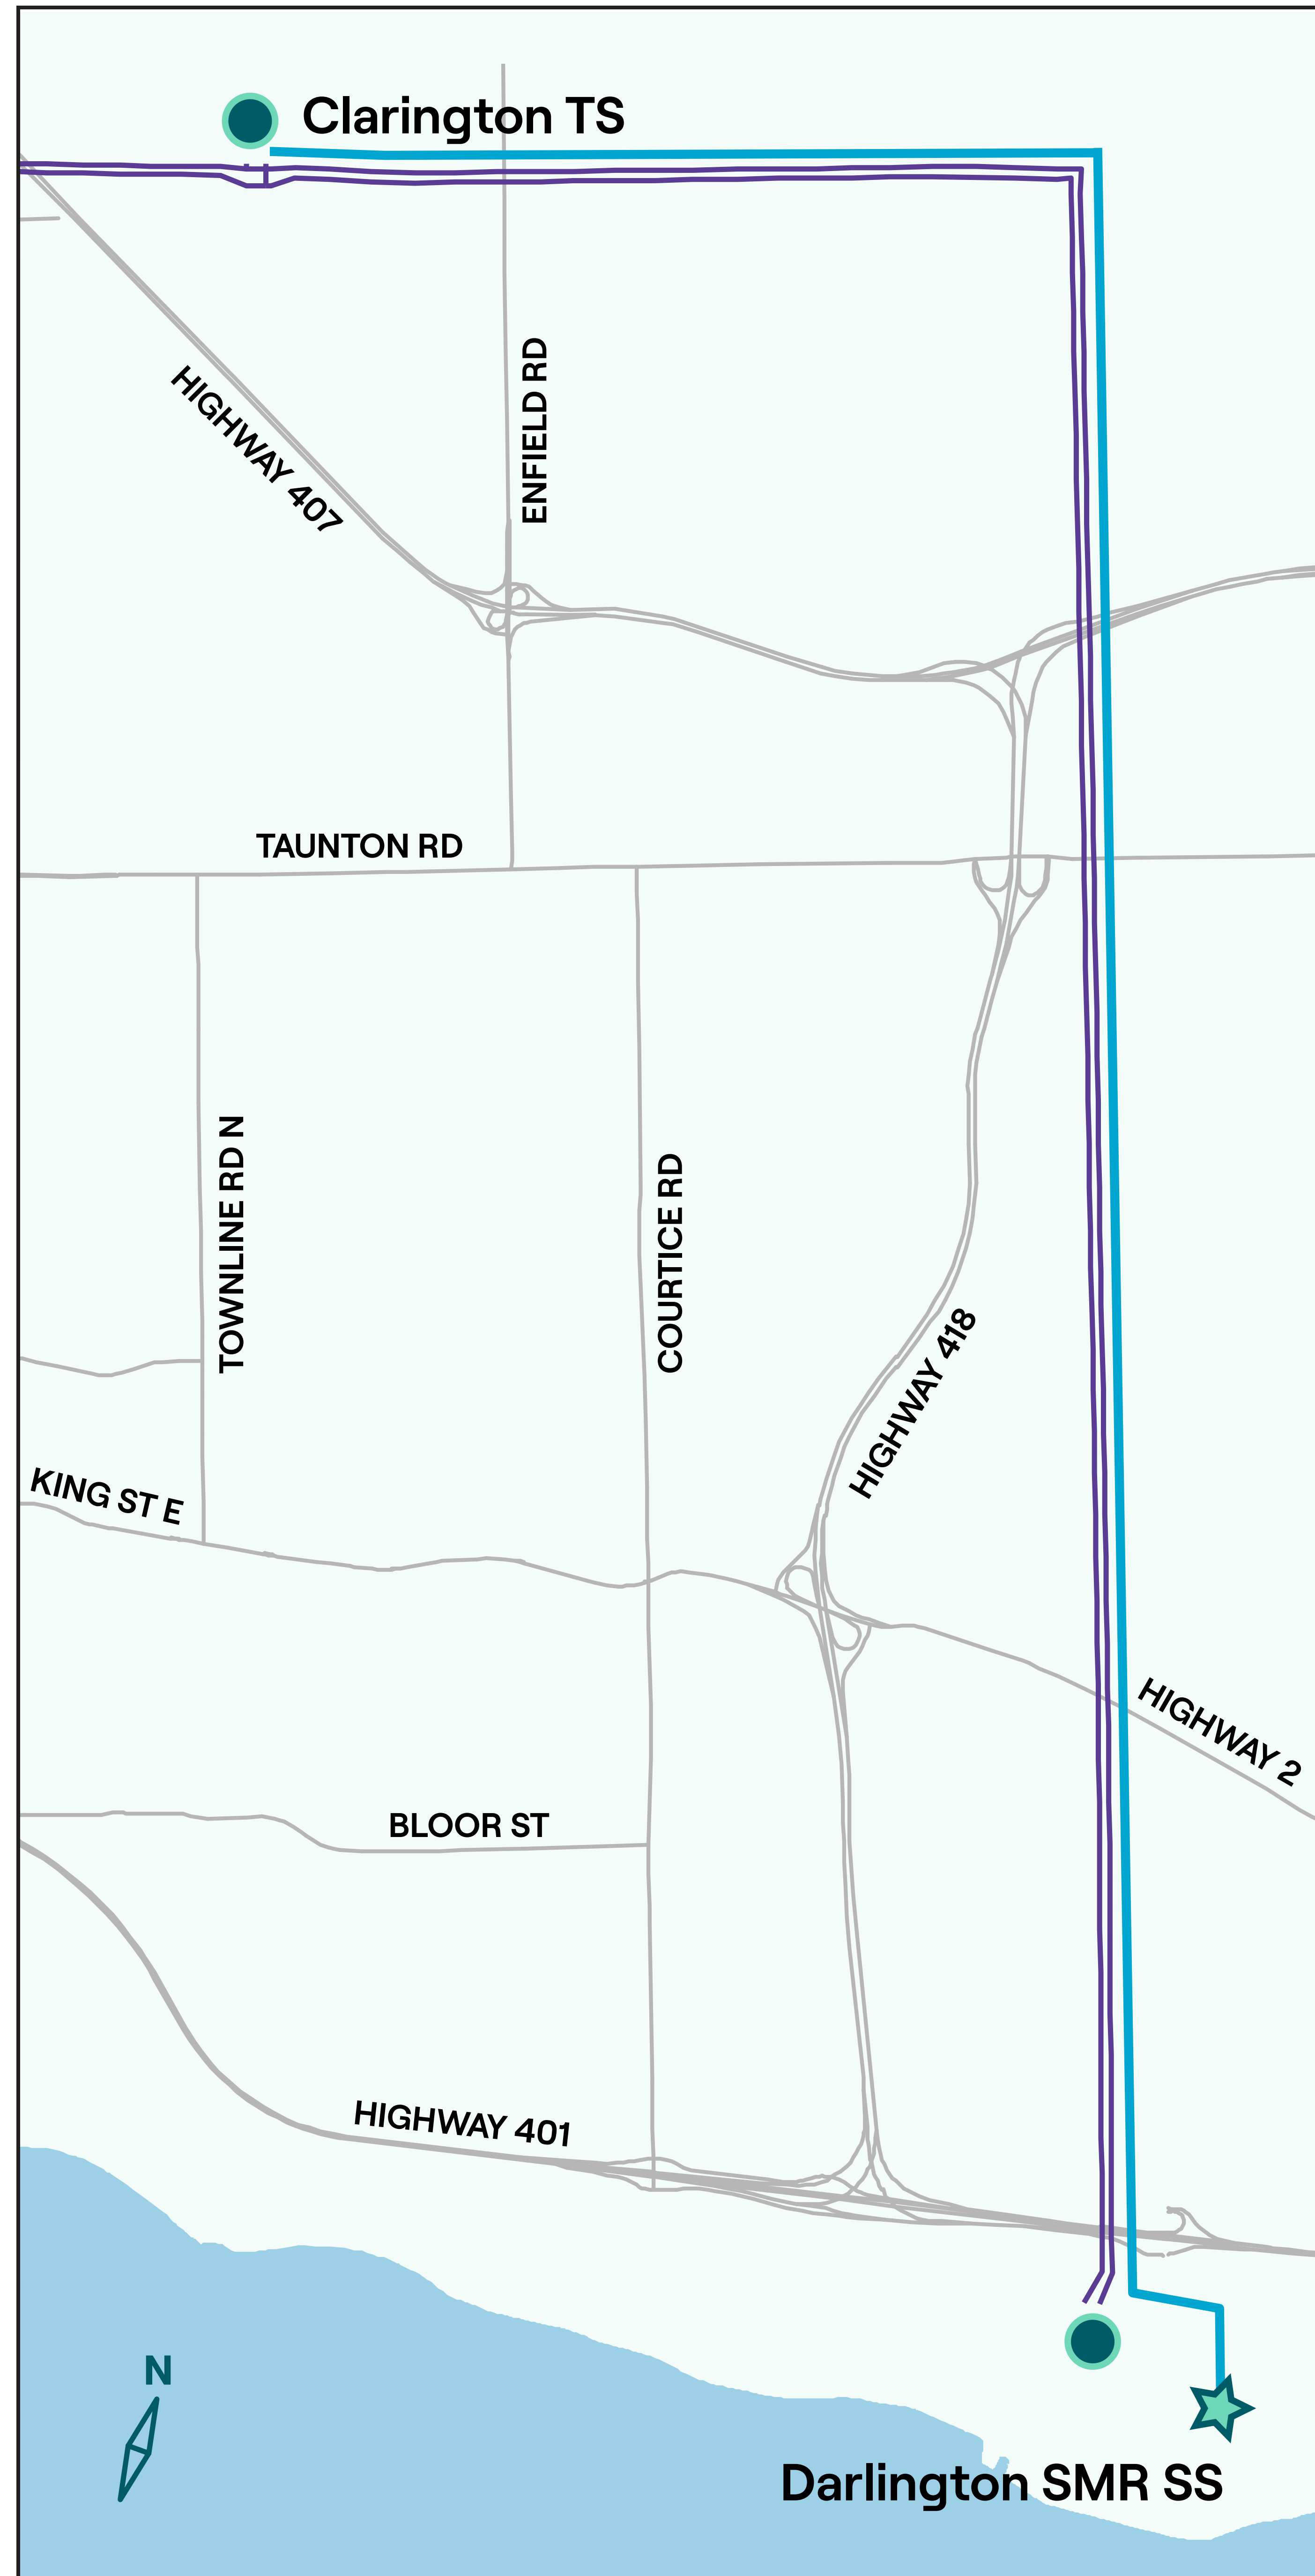 Clarington TS
ENFIELD RD
HIGHWAY 407
TAUNTON RD
TOWNLINE RD N
COURTICE RD
HIGHWAY 418
KING ST E
HIGHWAY 2
BLOOR ST
HIGHWAY 401
N
Darlington SMR SS